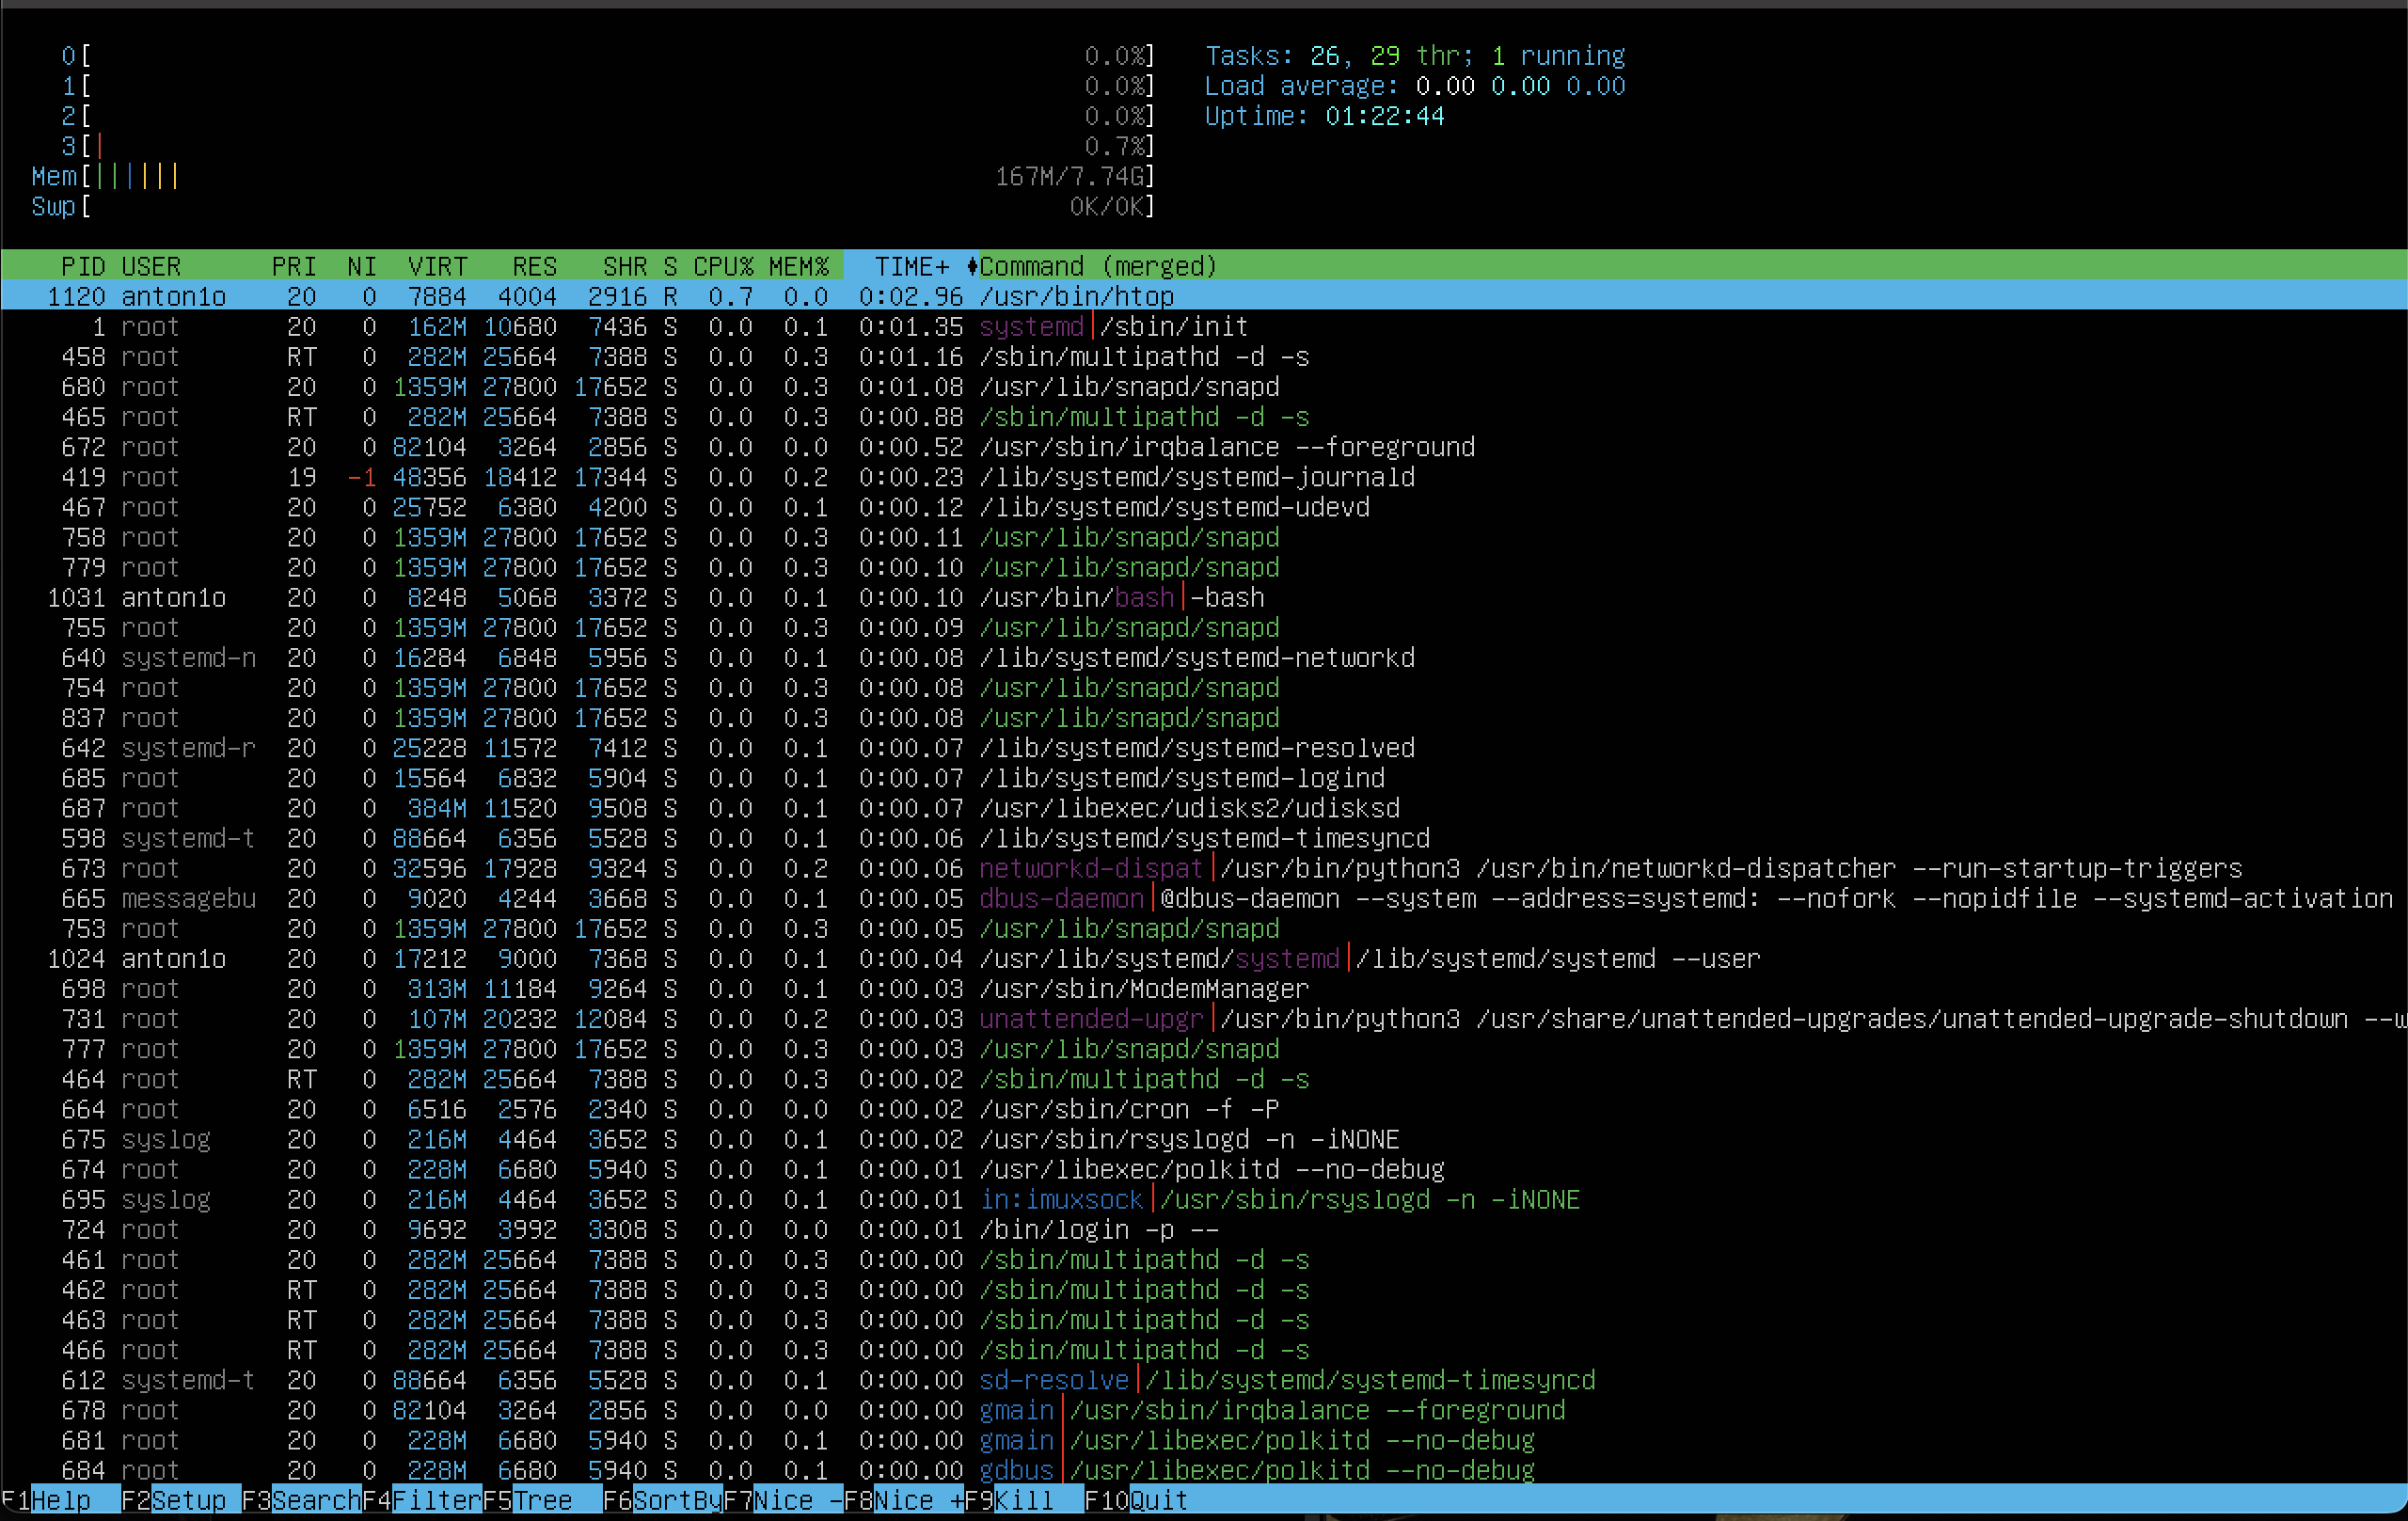 0[ 0.0%] Tasks: 26, 29 thr; 1 running
1[ 0.0%] Load average: 0.00 0.00 0.00
2[ 0.0%] Uptime: 01:22:44
3[| 0.7%]
Mem[|||||| 167M/7.74G]
Swp[ 0K/0K]
PID USER PRI NI VIRT RES SHR S CPU% MEM% TIME+ Command (merged)
1120 anton1o 20 0 7884 4004 2916 R 0.7 0.0 0:02.96 /usr/bin/htop
1 root 20 0 162M 10680 7436 S 0.0 0.1 0:01.35 systemd|/sbin/init
458 root RT 0 282M 25664 7388 S 0.0 0.3 0:01.16 /sbin/multipathd -d -s
680 root 20 0 1359M 27800 17652 S 0.0 0.3 0:01.08 /usr/lib/snapd/snapd
465 root RT 0 282M 25664 7388 S 0.0 0.3 0:00.88 /sbin/multipathd -d -s
672 root 20 0 82104 3264 2856 S 0.0 0.0 0:00.52 /usr/sbin/irqbalance --foreground
419 root 19 -1 48356 18412 17344 S 0.0 0.2 0:00.23 /lib/systemd/systemd-journald
467 root 20 0 25752 6380 4200 S 0.0 0.1 0:00.12 /lib/systemd/systemd-udevd
758 root 20 0 1359M 27800 17652 S 0.0 0.3 0:00.11 /usr/lib/snapd/snapd
779 root 20 0 1359M 27800 17652 S 0.0 0.3 0:00.10 /usr/lib/snapd/snapd
1031 anton1o 20 0 8248 5068 3372 S 0.0 0.1 0:00.10 /usr/bin/bash|-bash
755 root 20 0 1359M 27800 17652 S 0.0 0.3 0:00.09 /usr/lib/snapd/snapd
640 systemd-n 20 0 16284 6848 5956 S 0.0 0.1 0:00.08 /lib/systemd/systemd-networkd
754 root 20 0 1359M 27800 17652 S 0.0 0.3 0:00.08 /usr/lib/snapd/snapd
837 root 20 0 1359M 27800 17652 S 0.0 0.3 0:00.08 /usr/lib/snapd/snapd
642 systemd-r 20 0 25228 11572 7412 S 0.0 0.1 0:00.07 /lib/systemd/systemd-resolved
685 root 20 0 15564 6832 5904 S 0.0 0.1 0:00.07 /lib/systemd/systemd-logind
687 root 20 0 384M 11520 9508 S 0.0 0.1 0:00.07 /usr/libexec/udisks2/udisksd
598 systemd-t 20 0 88664 6356 5528 S 0.0 0.1 0:00.06 /lib/systemd/systemd-timesyncd
673 root 20 0 32596 17928 9324 S 0.0 0.2 0:00.06 networkd-dispat|/usr/bin/python3 /usr/bin/networkd-dispatcher --run-startup-triggers
665 messagebu 20 0 9020 4244 3668 S 0.0 0.1 0:00.05 dbus-daemon|@dbus-daemon --system --address=systemd: --nofork --nopidfile --systemd-activation
753 root 20 0 1359M 27800 17652 S 0.0 0.3 0:00.05 /usr/lib/snapd/snapd
1024 anton1o 20 0 17212 9000 7368 S 0.0 0.1 0:00.04 /usr/lib/systemd/systemd|/lib/systemd/systemd --user
698 root 20 0 313M 11184 9264 S 0.0 0.1 0:00.03 /usr/sbin/ModemManager
731 root 20 0 107M 20232 12084 S 0.0 0.2 0:00.03 unattended-upgr|/usr/bin/python3 /usr/share/unattended-upgrades/unattended-upgrade-shutdown --w
777 root 20 0 1359M 27800 17652 S 0.0 0.3 0:00.03 /usr/lib/snapd/snapd
464 root RT 0 282M 25664 7388 S 0.0 0.3 0:00.02 /sbin/multipathd -d -s
664 root 20 0 6516 2576 2340 S 0.0 0.0 0:00.02 /usr/sbin/cron -f -P
675 syslog 20 0 216M 4464 3652 S 0.0 0.1 0:00.02 /usr/sbin/rsyslogd -n -iNONE
674 root 20 0 228M 6680 5940 S 0.0 0.1 0:00.01 /usr/libexec/polkitd --no-debug
695 syslog 20 0 216M 4464 3652 S 0.0 0.1 0:00.01 in:imuxsock|/usr/sbin/rsyslogd -n -iNONE
724 root 20 0 9692 3992 3308 S 0.0 0.0 0:00.01 /bin/login -p --
461 root 20 0 282M 25664 7388 S 0.0 0.3 0:00.00 /sbin/multipathd -d -s
462 root RT 0 282M 25664 7388 S 0.0 0.3 0:00.00 /sbin/multipathd -d -s
463 root RT 0 282M 25664 7388 S 0.0 0.3 0:00.00 /sbin/multipathd -d -s
466 root RT 0 282M 25664 7388 S 0.0 0.3 0:00.00 /sbin/multipathd -d -s
612 systemd-t 20 0 88664 6356 5528 S 0.0 0.1 0:00.00 sd-resolve|/lib/systemd/systemd-timesyncd
678 root 20 0 82104 3264 2856 S 0.0 0.0 0:00.00 gmain|/usr/sbin/irqbalance --foreground
681 root 20 0 228M 6680 5940 S 0.0 0.1 0:00.00 gmain|/usr/libexec/polkitd --no-debug
684 root 20 0 228M 6680 5940 S 0.0 0.1 0:00.00 gdbus|/usr/libexec/polkitd --no-debug
F1Help F2Setup F3SearchF4FilterF5Tree F6SortByF7Nice -F8Nice +F9Kill F10Quit